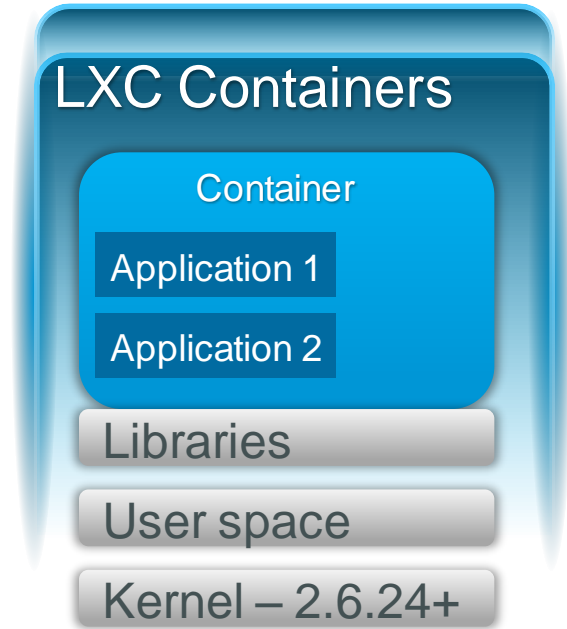 LXC Containers
Container
Application 1
Application 2
Libraries
User space
Kernel – 2.6.24+